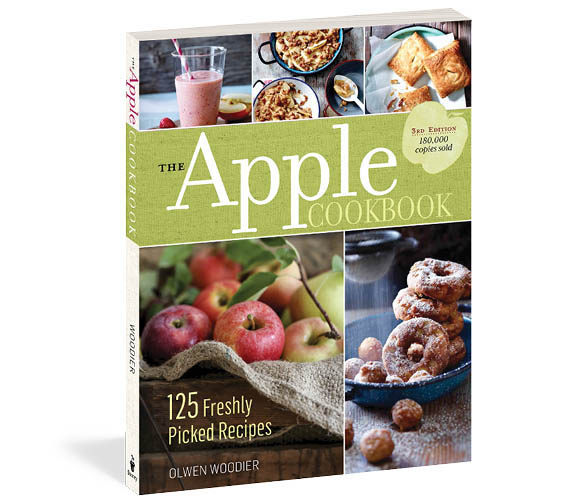 THE Apple COOKBOOK
WOODIER
Storey
3RD EDITION
180,000
copies sold
THE Apple
COOKBOOK
125 Freshly
Picked Recipes
OLWEN WOODIER